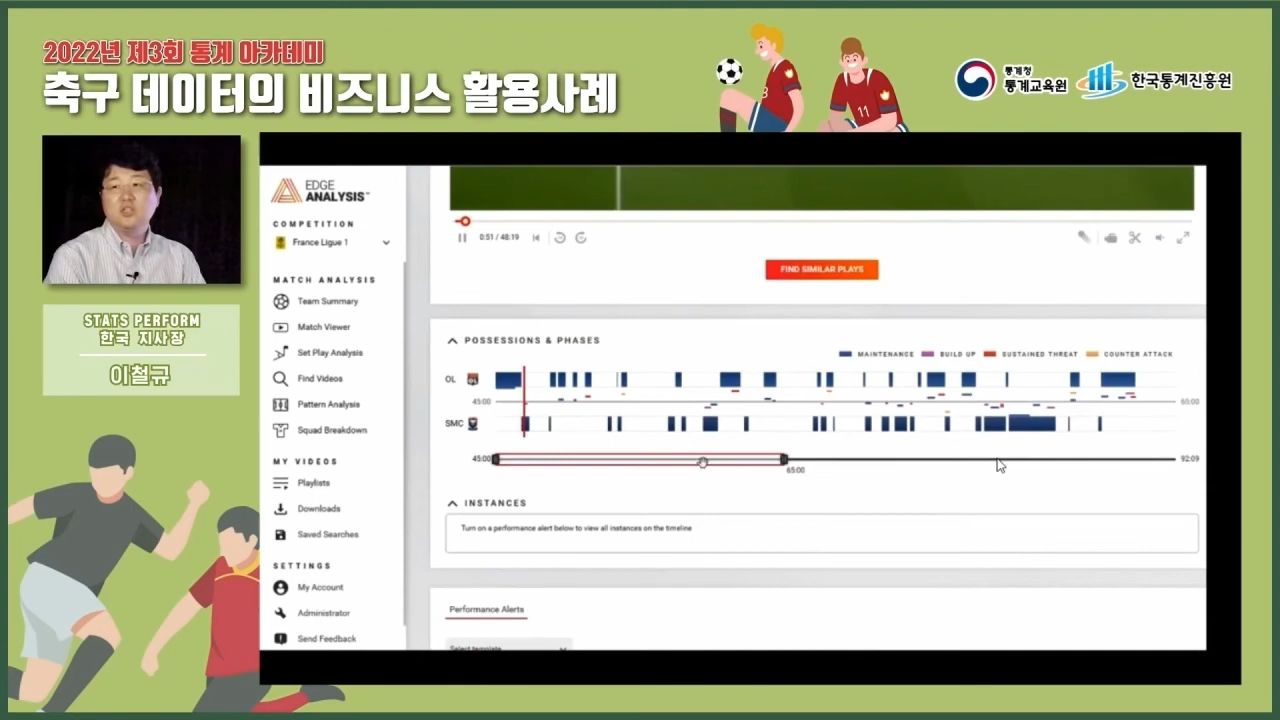 2022년 제3회 통계 아카데미
축구 데이터의 비즈니스 활용사례
통계청
통계교육원
한국통계진흥원
8
11
STATS PERFORM
한국 지사장
이철규
EDGE
ANALYSIS™
COMPETITION
France Ligue 1
MATCH ANALYSIS
Team Summary
Match Viewer
Set Play Analysis
Find Videos
Pattern Analysis
Squad Breakdown
MY VIDEOS
Playlists
Downloads
Saved Searches
SETTINGS
My Account
Administrator
Send Feedback
0:51 / 48:19
FIND SIMILAR PLAYS
POSSESSIONS & PHASES
MAINTENANCE BUILD UP SUSTAINED THREAT COUNTER ATTACK
OL
45:00 65:00
SMC
45:00 92:09
65:00
INSTANCES
Turn on a performance alert below to view all instances on the timeline
Performance Alerts
Select template